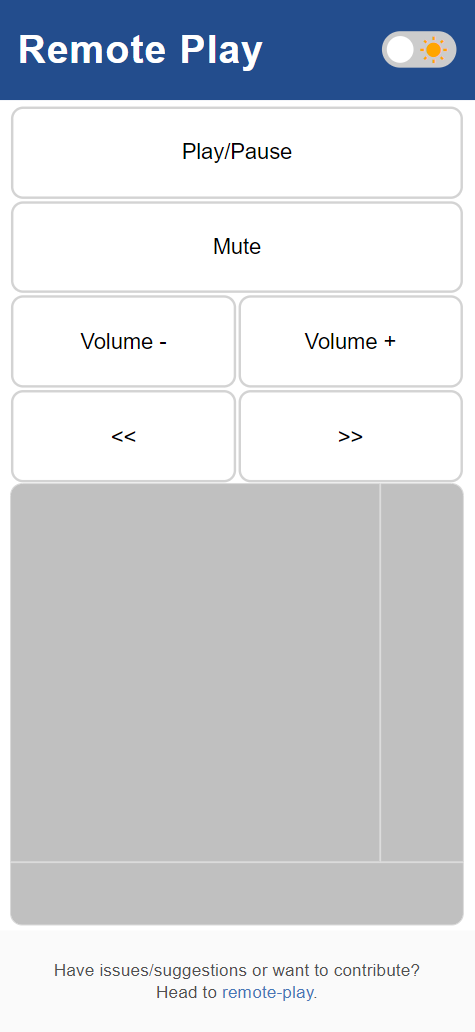 Remote Play
Play/Pause
Mute
Volume -
Volume +
<<
>>
Have issues/suggestions or want to contribute?
Head to remote-play.